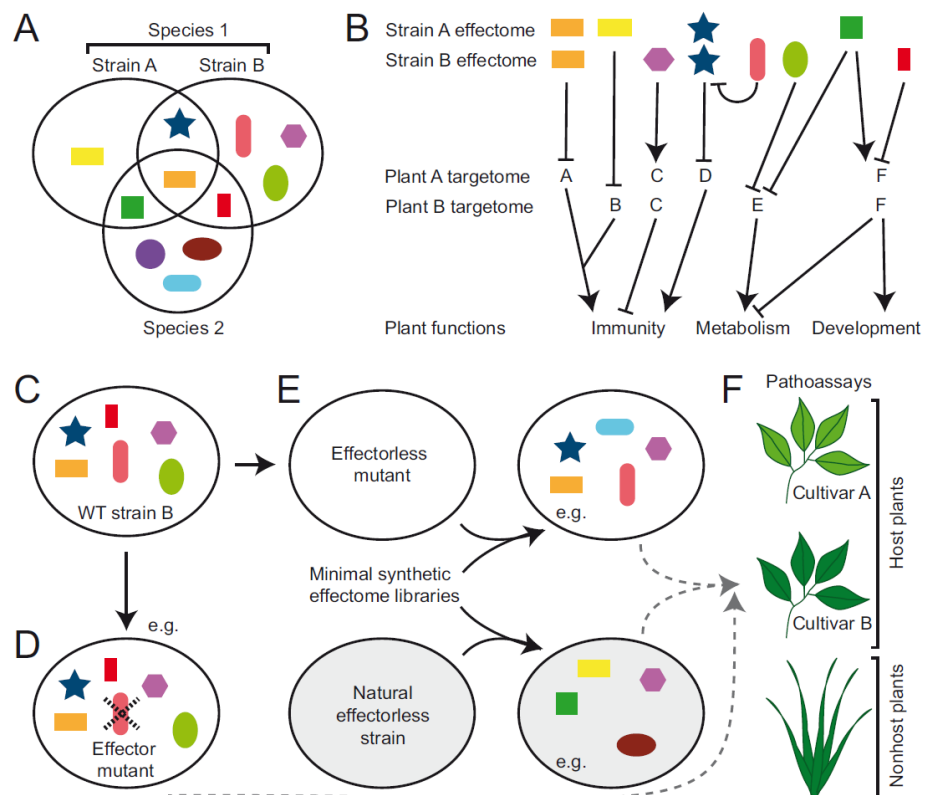 A
Species 1
Strain A
Strain B
Species 2
B
Strain A effectome
Strain B effectome
Plant A targetome
A C D F
Plant B targetome
B C E F
Plant functions
Immunity
Metabolism
Development
C
WT strain B
D
e.g.
Effector
mutant
E
Effectorless
mutant
e.g.
Minimal synthetic
effectome libraries
Natural
effectorless
strain
e.g.
F
Pathoassays
Cultivar A
Cultivar B
Host plants
Nonhost plants